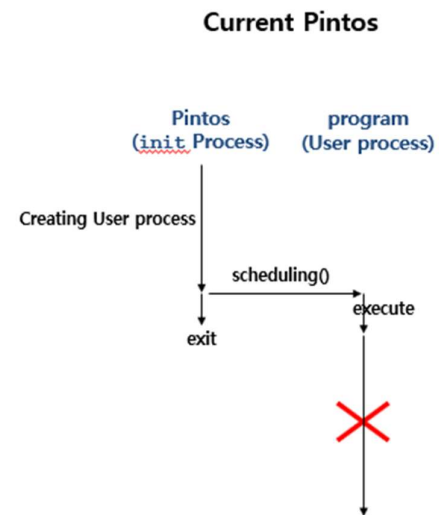 Current Pintos
Pintos
(init Process)
program
(User process)
Creating User process
scheduling()
execute
exit